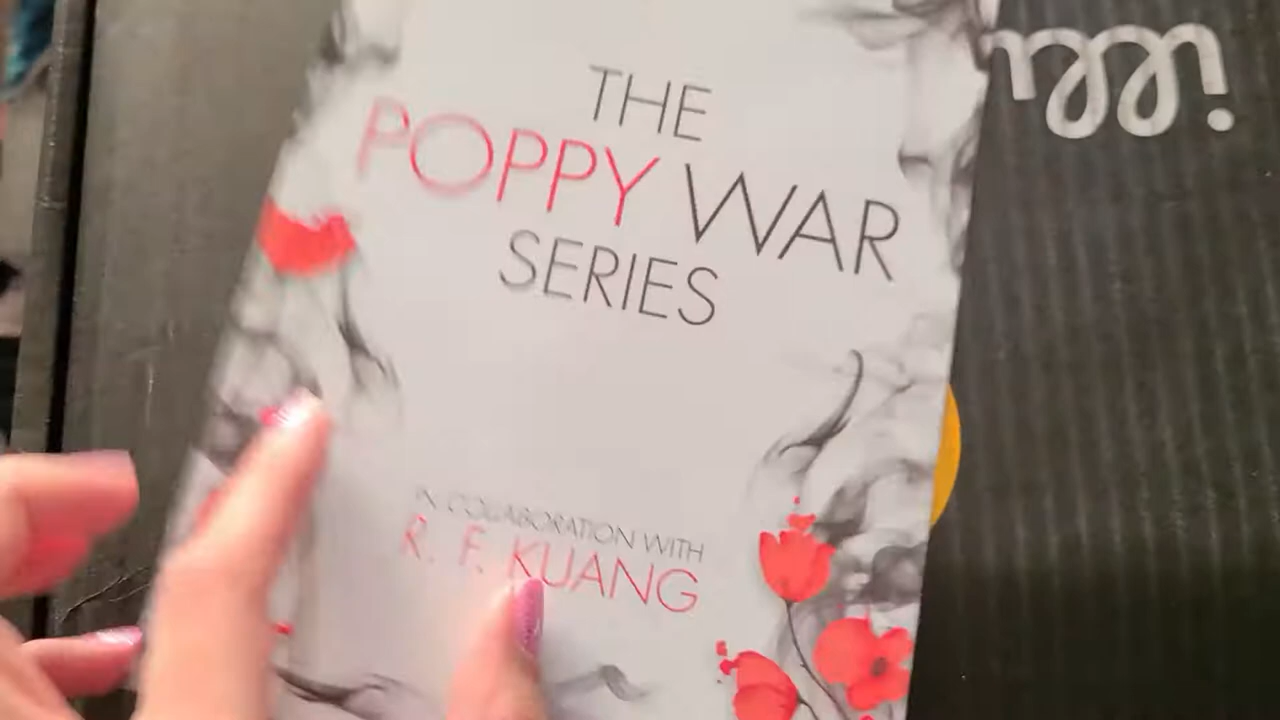 THE
POPPY WAR
SERIES
IN COLLABORATION WITH
R. F. KUANG